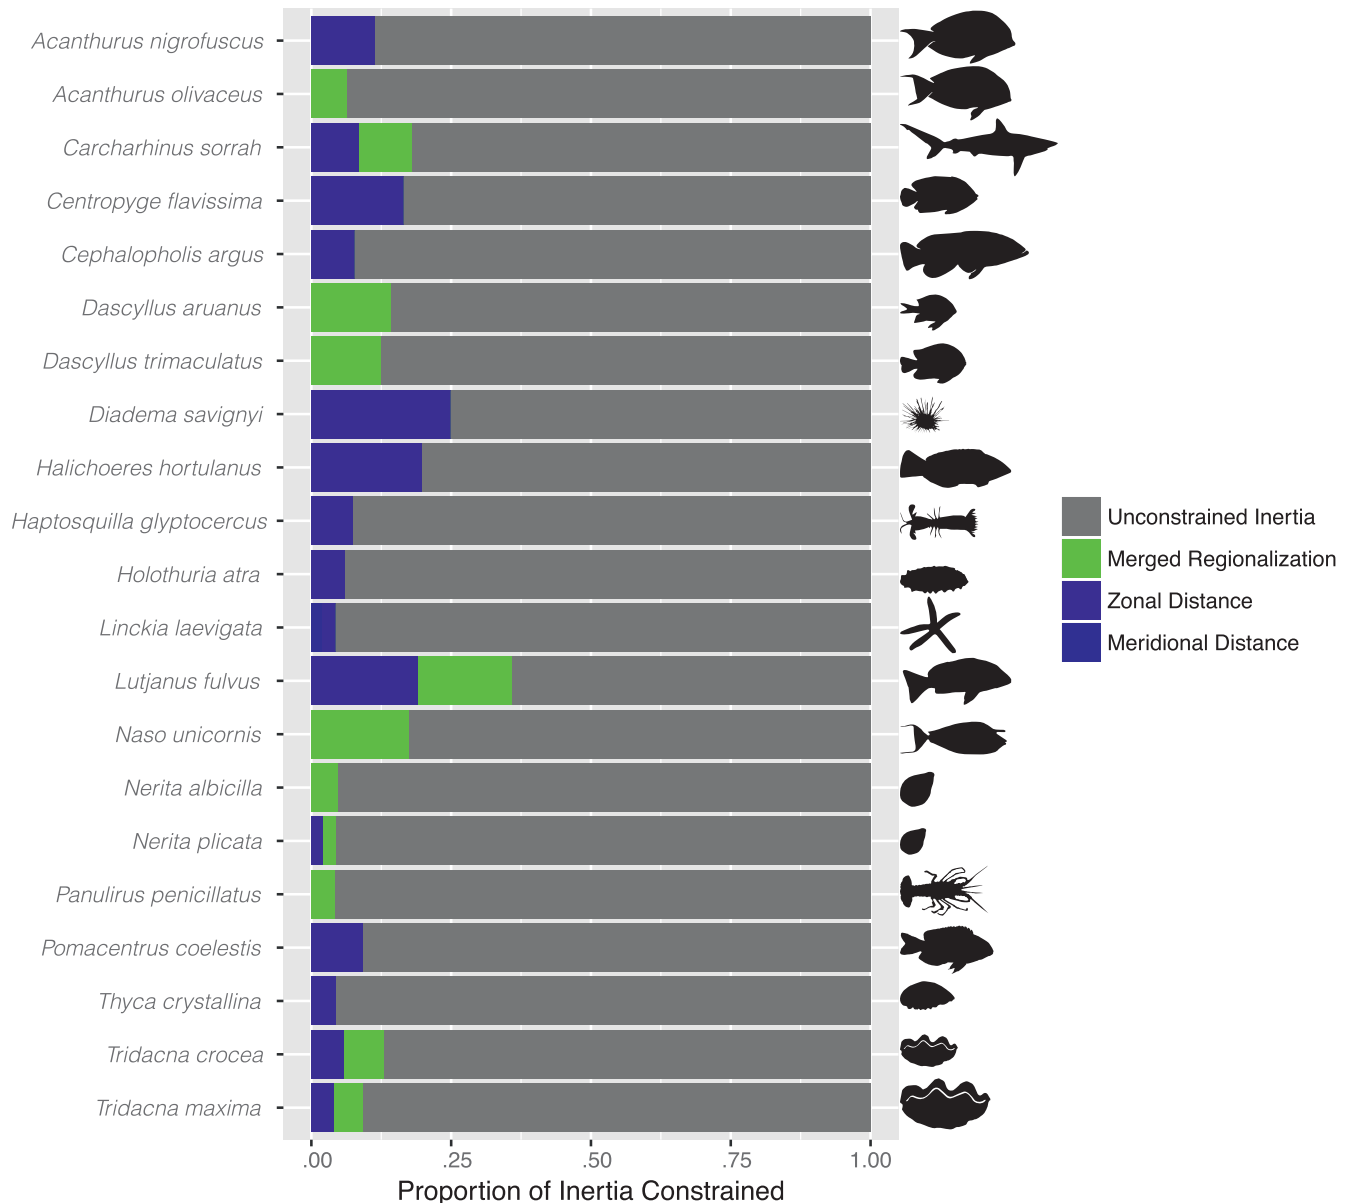 Acanthurus nigrofuscus
Acanthurus olivaceus
Carcharhinus sorrah
Centropyge flavissima
Cephalopholis argus
Dascyllus aruanus
Dascyllus trimaculatus
Diadema savignyi
Halichoeres hortulanus
Haptosquilla glyptocercus
Holothuria atra
Linckia laevigata
Lutjanus fulvus
Naso unicornis
Nerita albicilla
Nerita plicata
Panulirus penicillatus
Pomacentrus coelestis
Thyca crystallina
Tridacna crocea
Tridacna maxima
.00 .25 .50 .75 1.00
Proportion of Inertia Constrained
Unconstrained Inertia
Merged Regionalization
Zonal Distance
Meridional Distance